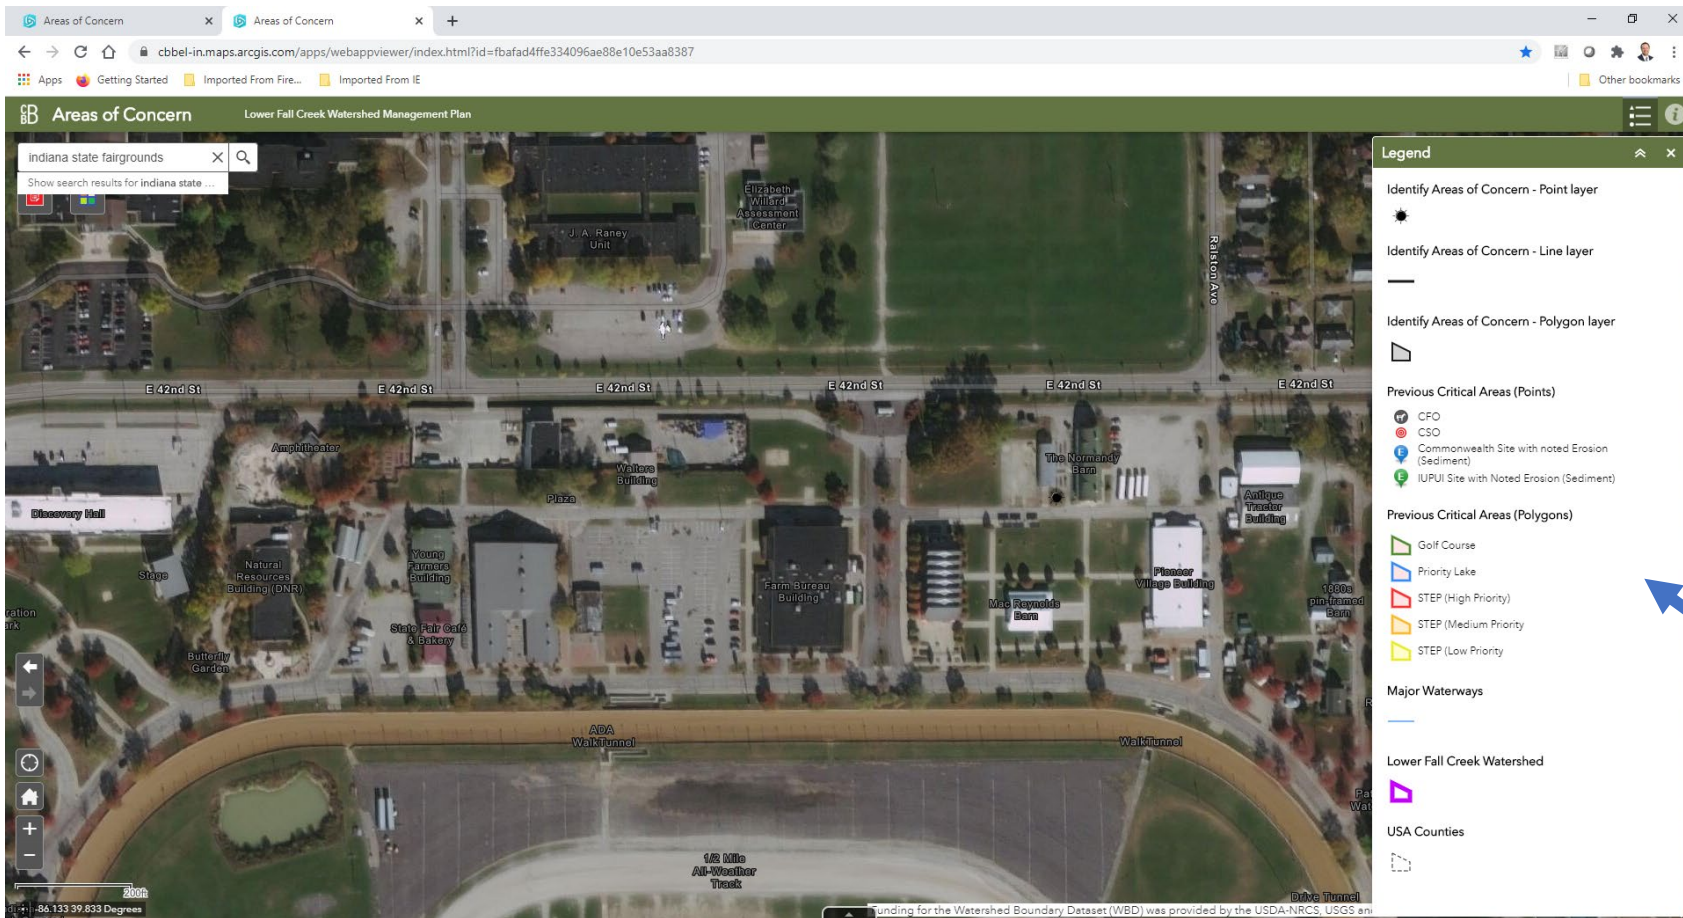 Areas of Concern
Areas of Concern
cbbel-in.maps.arcgis.com/apps/webappviewer/index.html?id=fbafad4ffe334096ae88e10e53aa8387
Apps
Getting Started
Imported From Fire...
Imported From IE
Other bookmarks
Areas of Concern
Lower Fall Creek Watershed Management Plan
indiana state fairgrounds
Show search results for indiana state ...
Elizabeth
Willard
Assessment
Center
J. A. Raney
Unit
Ralston Ave
E 42nd St
E 42nd St
E 42nd St
E 42nd St
E 42nd St
E 42nd St
Amphitheater
Walters
Building
The Normandy
Barn
Plaza
Antique
Tractor
Building
Discovery Hall
Stage
Natural
Resources
Building (DNR)
Young
Farmers
Building
Farm Bureau
Building
Pioneer
Village Building
Mac Reynolds
Barn
1880s
pin-framed
Barn
State Fair Café
& Bakery
Butterfly
Garden
ADA
WalkTunnel
WalkTunnel
1/2 Mile
All-Weather
Track
Drive Tunnel
200ft
-86.133 39.833 Degrees
Funding for the Watershed Boundary Dataset (WBD) was provided by the USDA-NRCS, USGS and
Legend
Identify Areas of Concern - Point layer
Identify Areas of Concern - Line layer
Identify Areas of Concern - Polygon layer
Previous Critical Areas (Points)
CFO
CSO
Commonwealth Site with noted Erosion
(Sediment)
IUPUI Site with Noted Erosion (Sediment)
Previous Critical Areas (Polygons)
Golf Course
Priority Lake
STEP (High Priority)
STEP (Medium Priority
STEP (Low Priority
Major Waterways
Lower Fall Creek Watershed
USA Counties